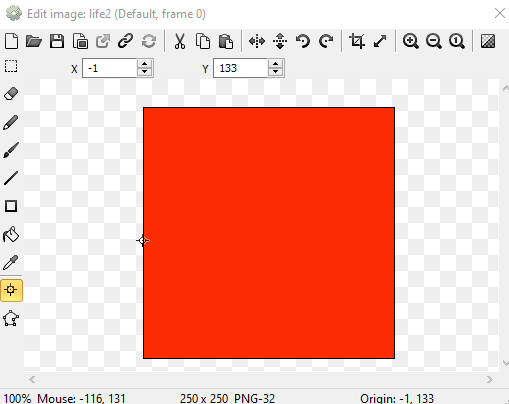 Edit image: life2 (Default, frame 0)
X -1 Y 133
100% Mouse: -116, 131 250 x 250 PNG-32 Origin: -1, 133